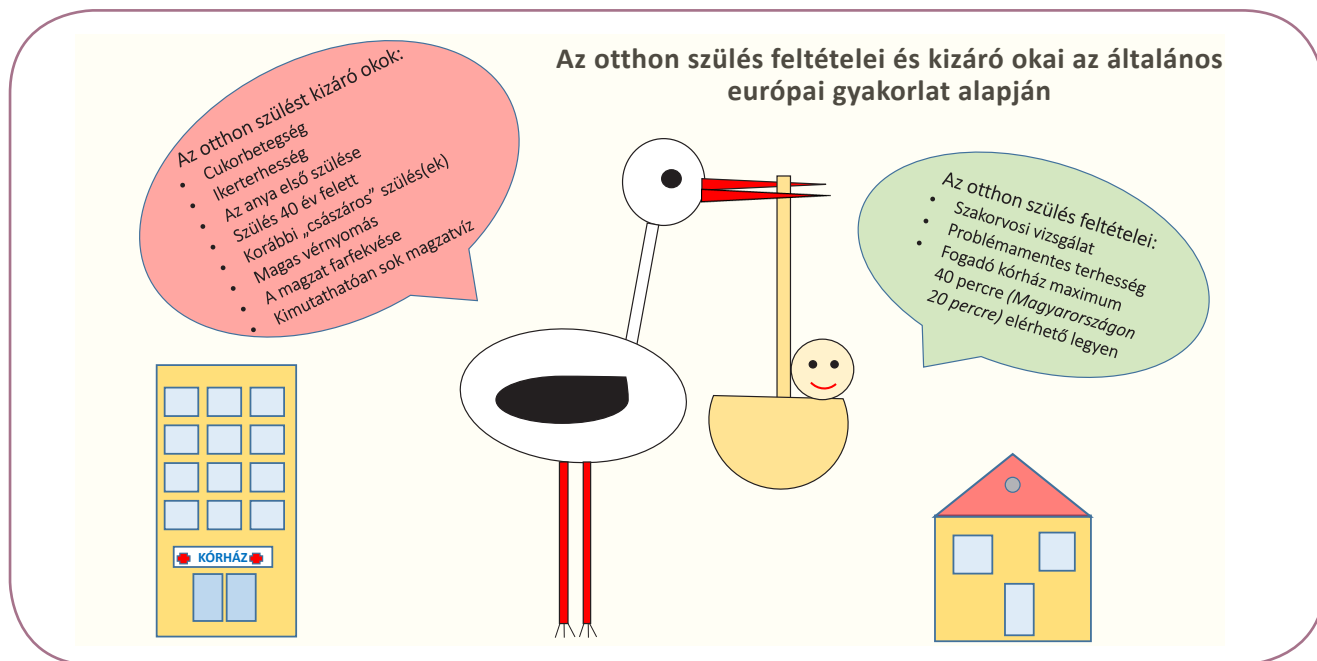 Az otthon szülés feltételei és kizáró okai az általános
európai gyakorlat alapján
Az otthon szülést kizáró okok:
• Cukorbetegség
• Ikerterhesség
• Az anya első szülése
• Szülés 40 év felett
• Korábbi „császáros” szülés(ek)
• Magas vérnyomás
• A magzat farfekvése
• Kimutathatóan sok magzatvíz
Az otthon szülés feltételei:
• Szakorvosi vizsgálat
• Problémamentes terhesség
• Fogadó kórház maximum
40 percre (Magyarországon
20 percre) elérhető legyen
KÓRHÁZ